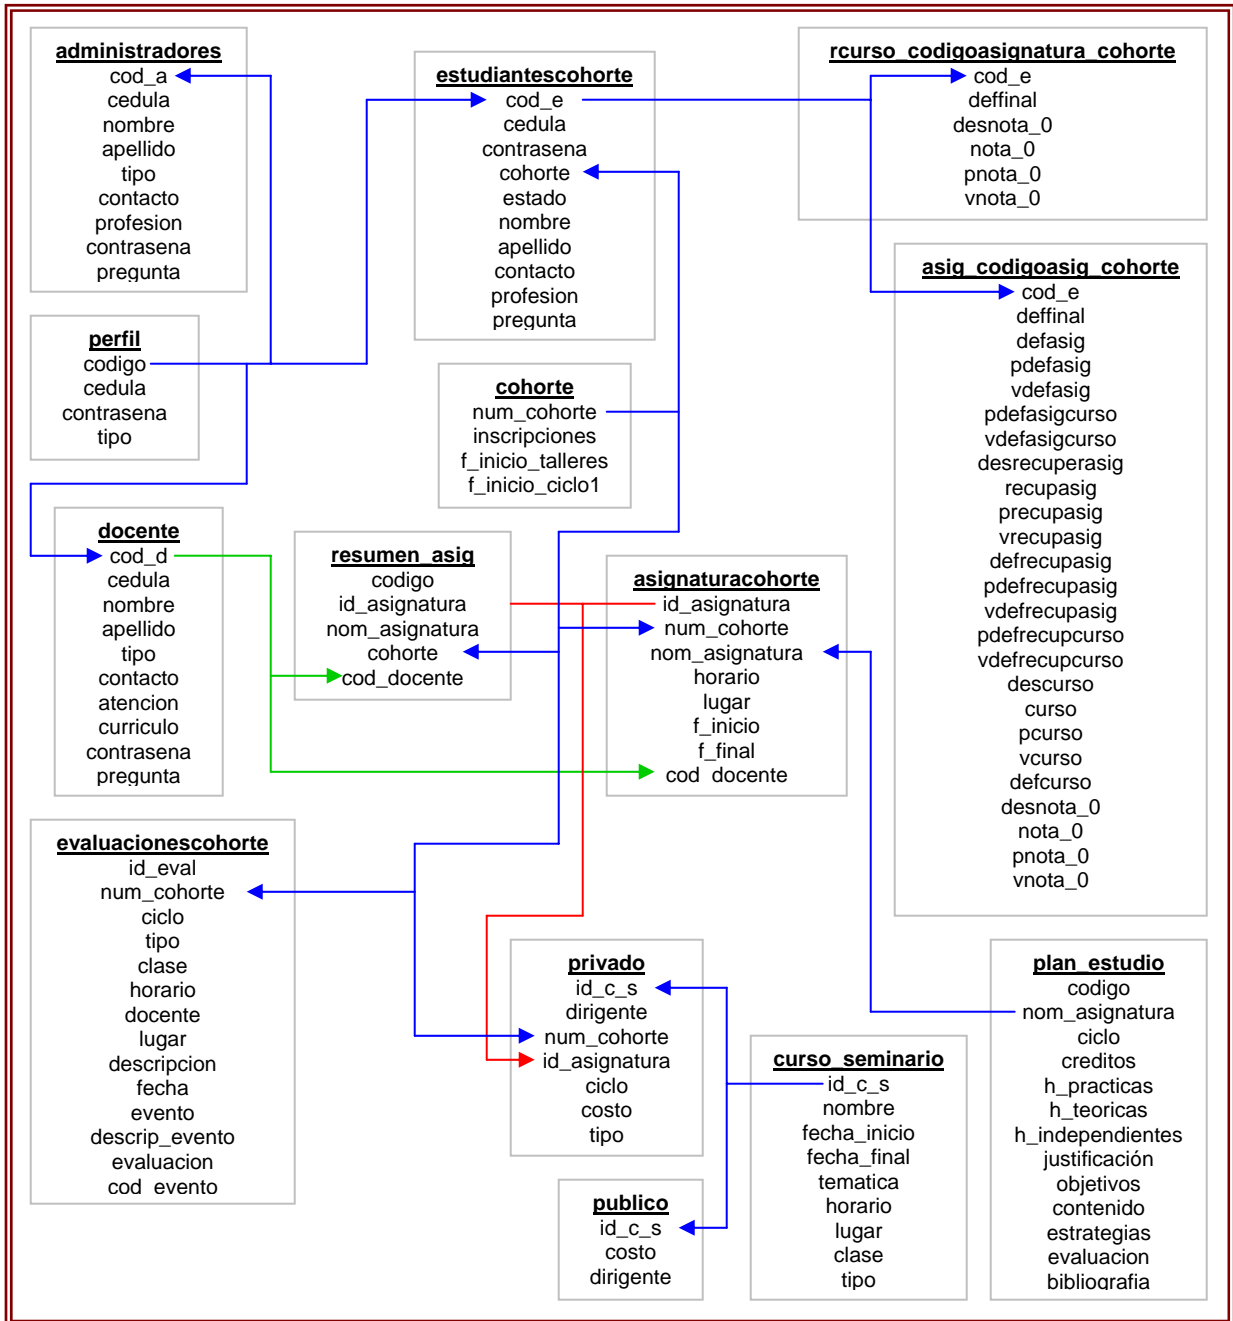 administradores
cod_a
cedula
nombre
apellido
tipo
contacto
profesion
contrasena
pregunta
estudiantescohorte
cod_e
cedula
contrasena
cohorte
estado
nombre
apellido
contacto
profesion
pregunta
rcurso_codigoasignatura_cohorte
cod_e
deffinal
desnota_0
nota_0
pnota_0
vnota_0
asig_codigoasig_cohorte
cod_e
deffinal
defasig
pdefasig
vdefasig
pdefasigcurso
vdefasigcurso
desrecuperasig
recupasig
precupasig
vrecupasig
defrecupasig
pdefrecupasig
vdefrecupasig
pdefrecupcurso
vdefrecupcurso
descurso
curso
pcurso
vcurso
defcurso
desnota_0
nota_0
pnota_0
vnota_0
perfil
codigo
cedula
contrasena
tipo
cohorte
num_cohorte
inscripciones
f_inicio_talleres
f_inicio_ciclo1
docente
cod_d
cedula
nombre
apellido
tipo
contacto
atencion
curriculo
contrasena
pregunta
resumen_asig
codigo
id_asignatura
nom_asignatura
cohorte
cod_docente
asignaturacohorte
id_asignatura
num_cohorte
nom_asignatura
horario
lugar
f_inicio
f_final
cod_docente
evaluacionescohorte
id_eval
num_cohorte
ciclo
tipo
clase
horario
docente
lugar
descripcion
fecha
evento
descrip_evento
evaluacion
cod_evento
privado
id_c_s
dirigente
num_cohorte
id_asignatura
ciclo
costo
tipo
publico
id_c_s
costo
dirigente
curso_seminario
id_c_s
nombre
fecha_inicio
fecha_final
tematica
horario
lugar
clase
tipo
plan_estudio
codigo
nom_asignatura
ciclo
creditos
h_practicas
h_teoricas
h_independientes
justificación
objetivos
contenido
estrategias
evaluacion
bibliografia